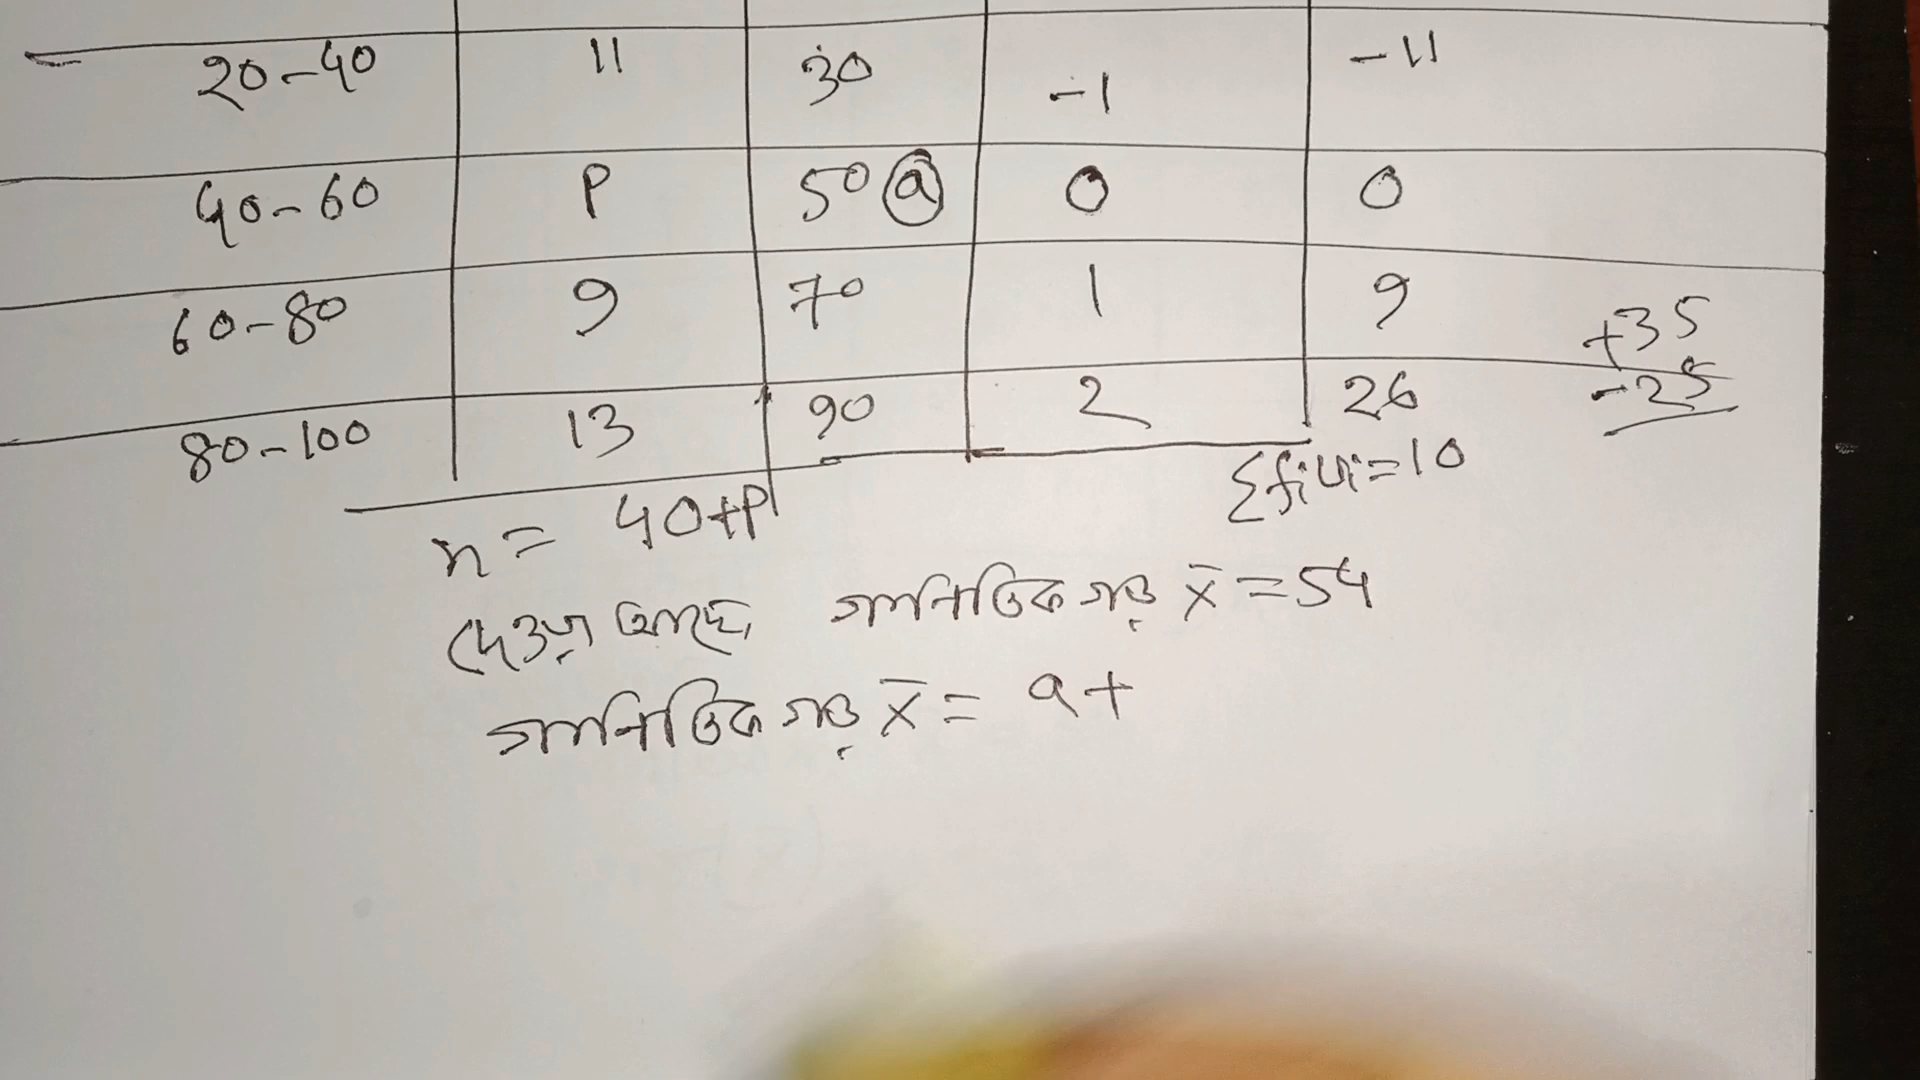 20-40 11 30 -1 -11
40-60 P 50 a 0 0
60-80 9 70 1 9 +35
80-100 13 90 2 26 -25
n = 40+P Σfiui=10
দেওয়া আছে, গানিতিক গড় x̄ = 54
গানিতিক গড় x̄ = a +